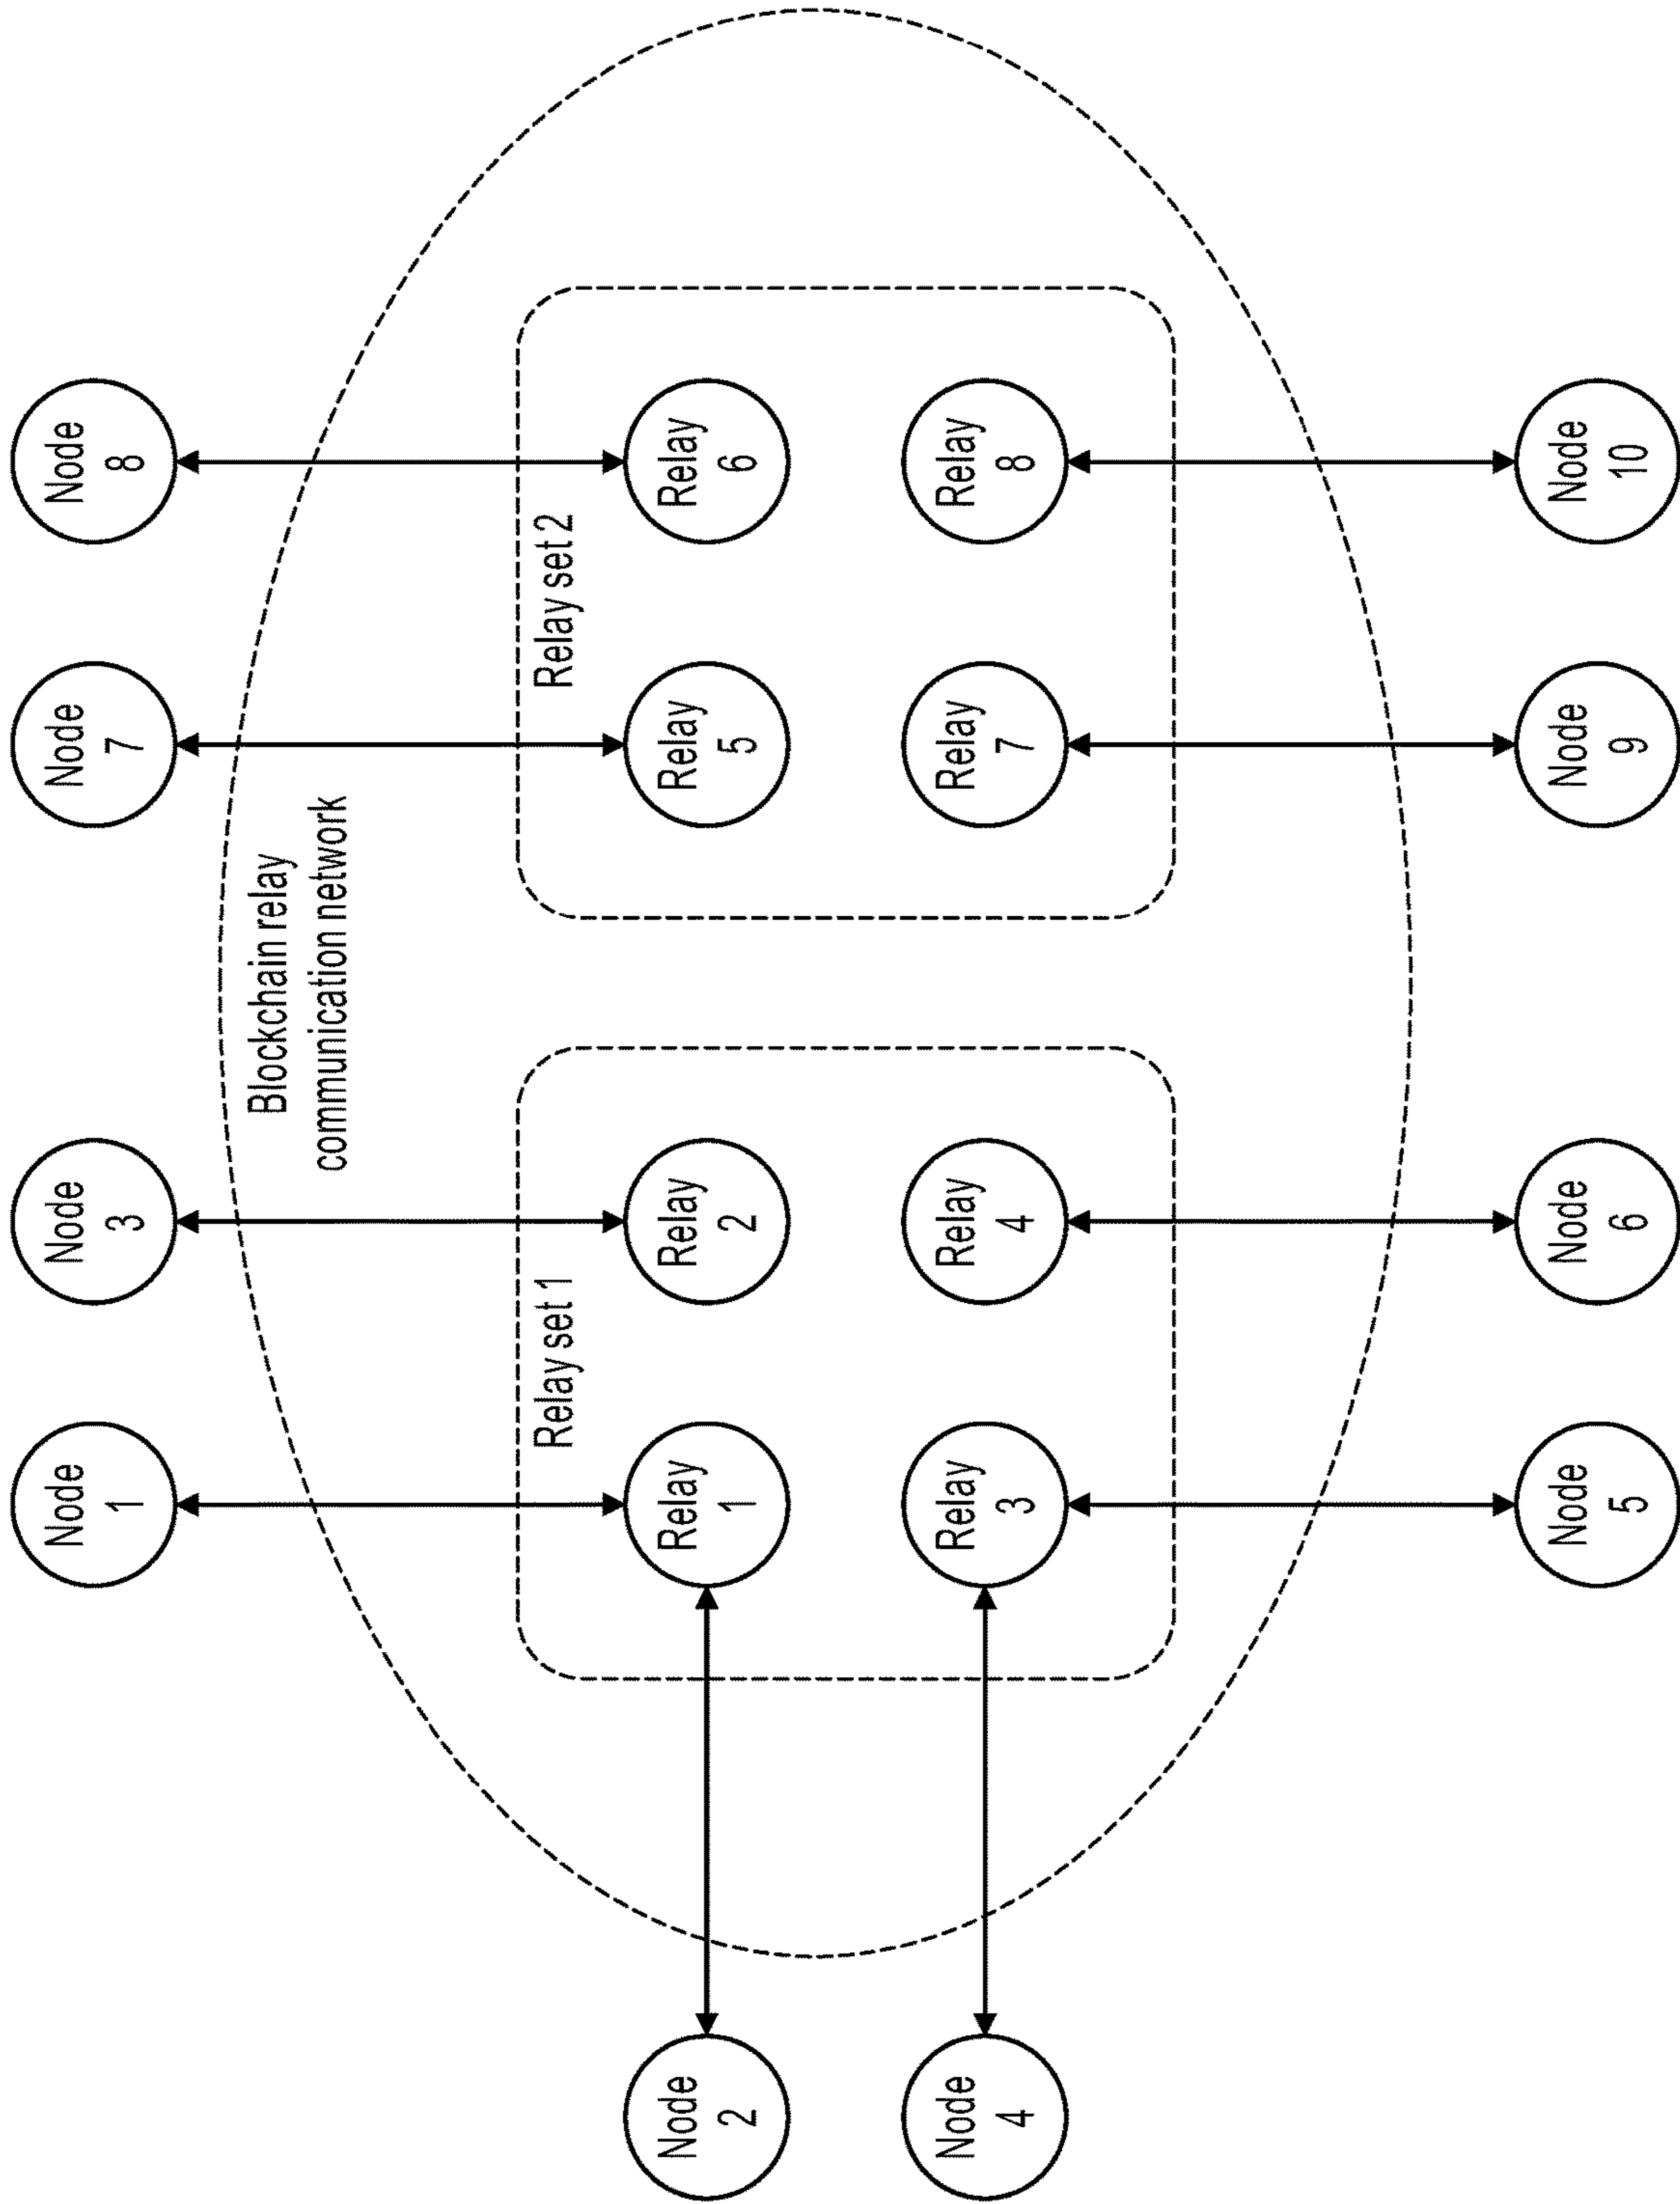 Node
1
Node
3
Node
7
Node
8
Blockchain relay
communication network
Relay set 1
Relay set 2
Node
2
Relay
1
Relay
2
Relay
5
Relay
6
Node
4
Relay
3
Relay
4
Relay
7
Relay
8
Node
5
Node
6
Node
9
Node
10